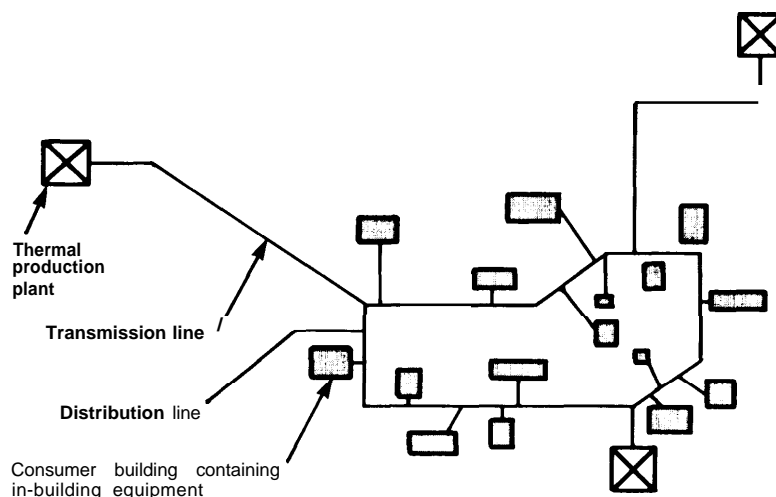 Thermal
production
plant
Transmission line
Distribution line
Consumer building containing
in-building equipment